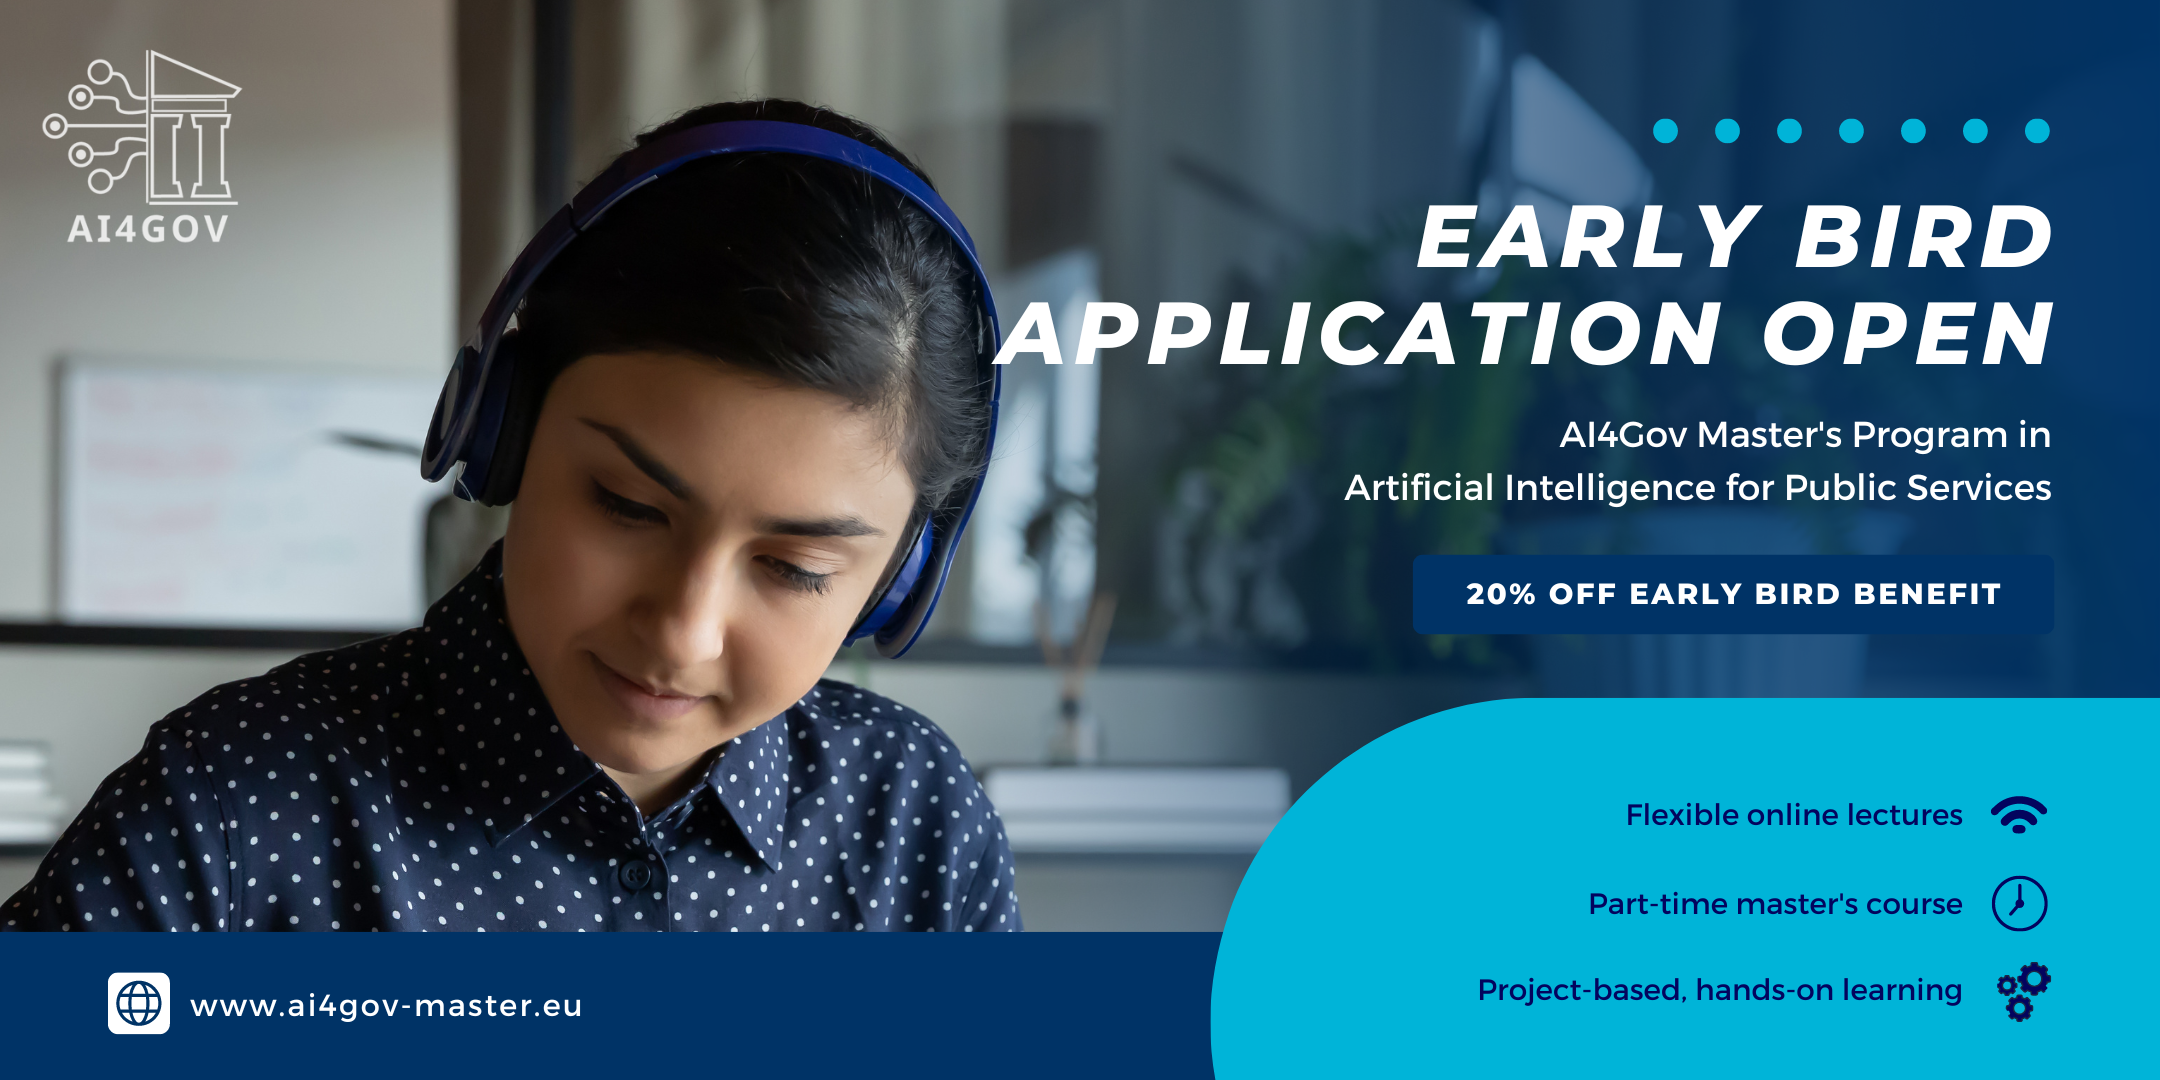 AI4GOV
EARLY BIRD
APPLICATION OPEN
AI4Gov Master's Program in
Artificial Intelligence for Public Services
20% OFF EARLY BIRD BENEFIT
Flexible online lectures
Part-time master's course
Project-based, hands-on learning
www.ai4gov-master.eu